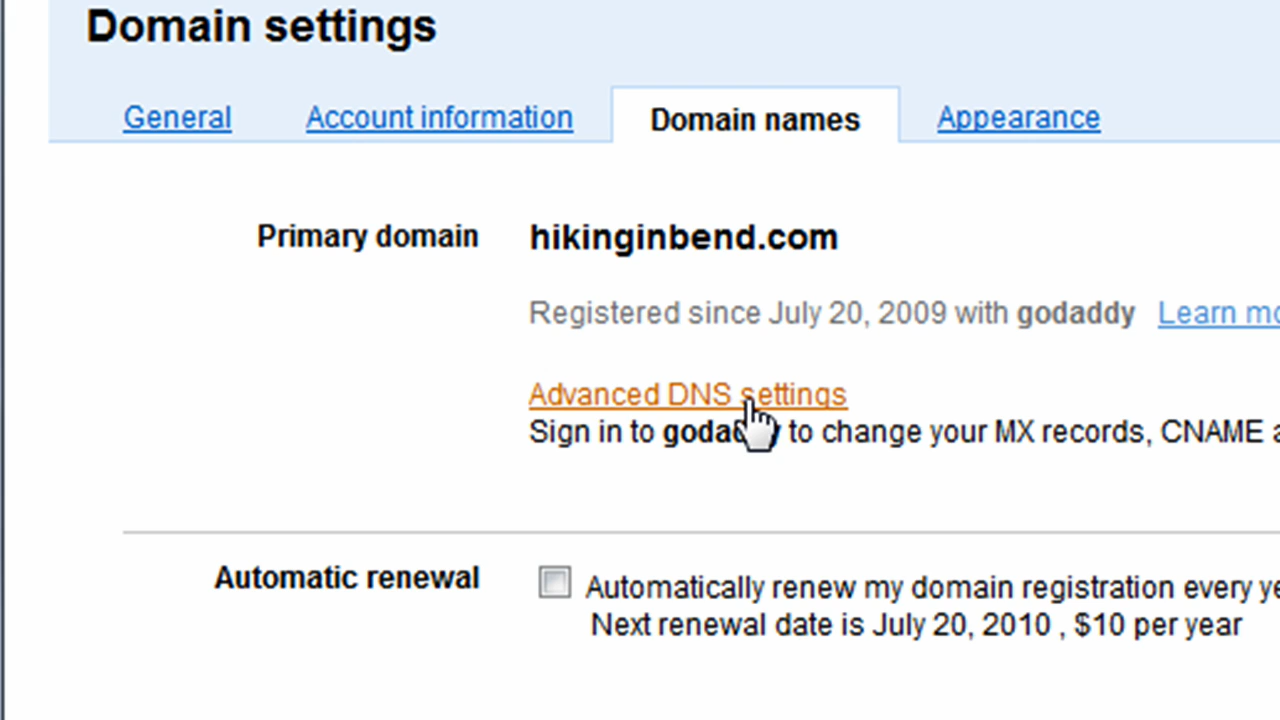 Domain settings
General Account information Domain names Appearance
Primary domain hikinginbend.com
Registered since July 20, 2009 with godaddy Learn
Advanced DNS settings
Sign in to to change your MX records, CNAME
Automatic renewal Automatically renew my domain registration every
Next renewal date is July 20, 2010 , $10 per year